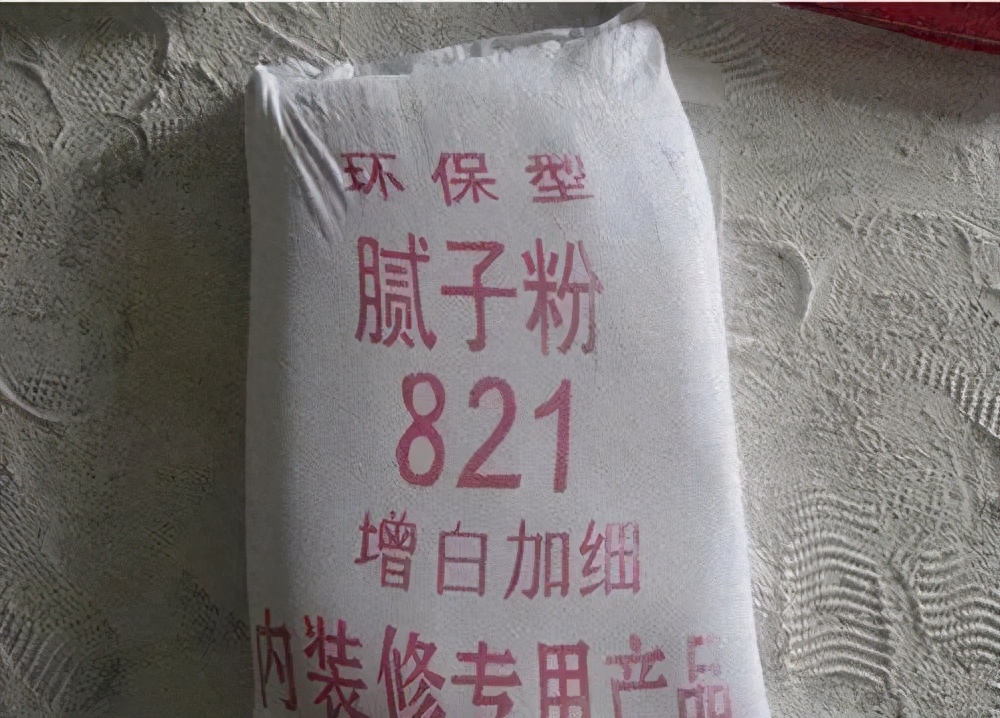 环保型
腻子粉
821
增白加细
内装修专用产品